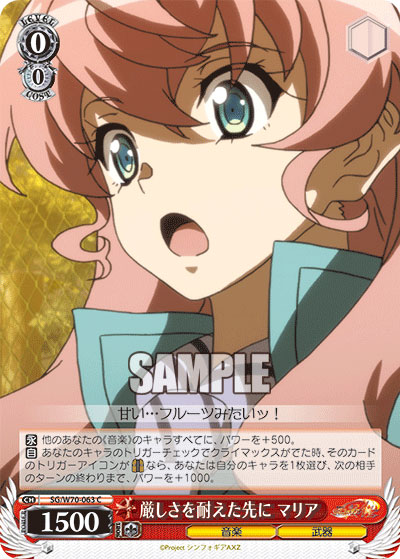 LEVEL
0
0
COST
SAMPLE
甘い…フルーツみたいッ！
永 他のあなたの《音楽》のキャラすべてに、パワーを＋500。
自 あなたのキャラのトリガーチェックでクライマックスがでた時、そのカード
のトリガーアイコンが なら、あなたは自分のキャラを1枚選び、次の相手
のターンの終わりまで、パワーを＋1000。
CH SG/W70-063 C
1500
厳しさを耐えた先に マリア
音楽 武器
©Project シンフォギアAXZ